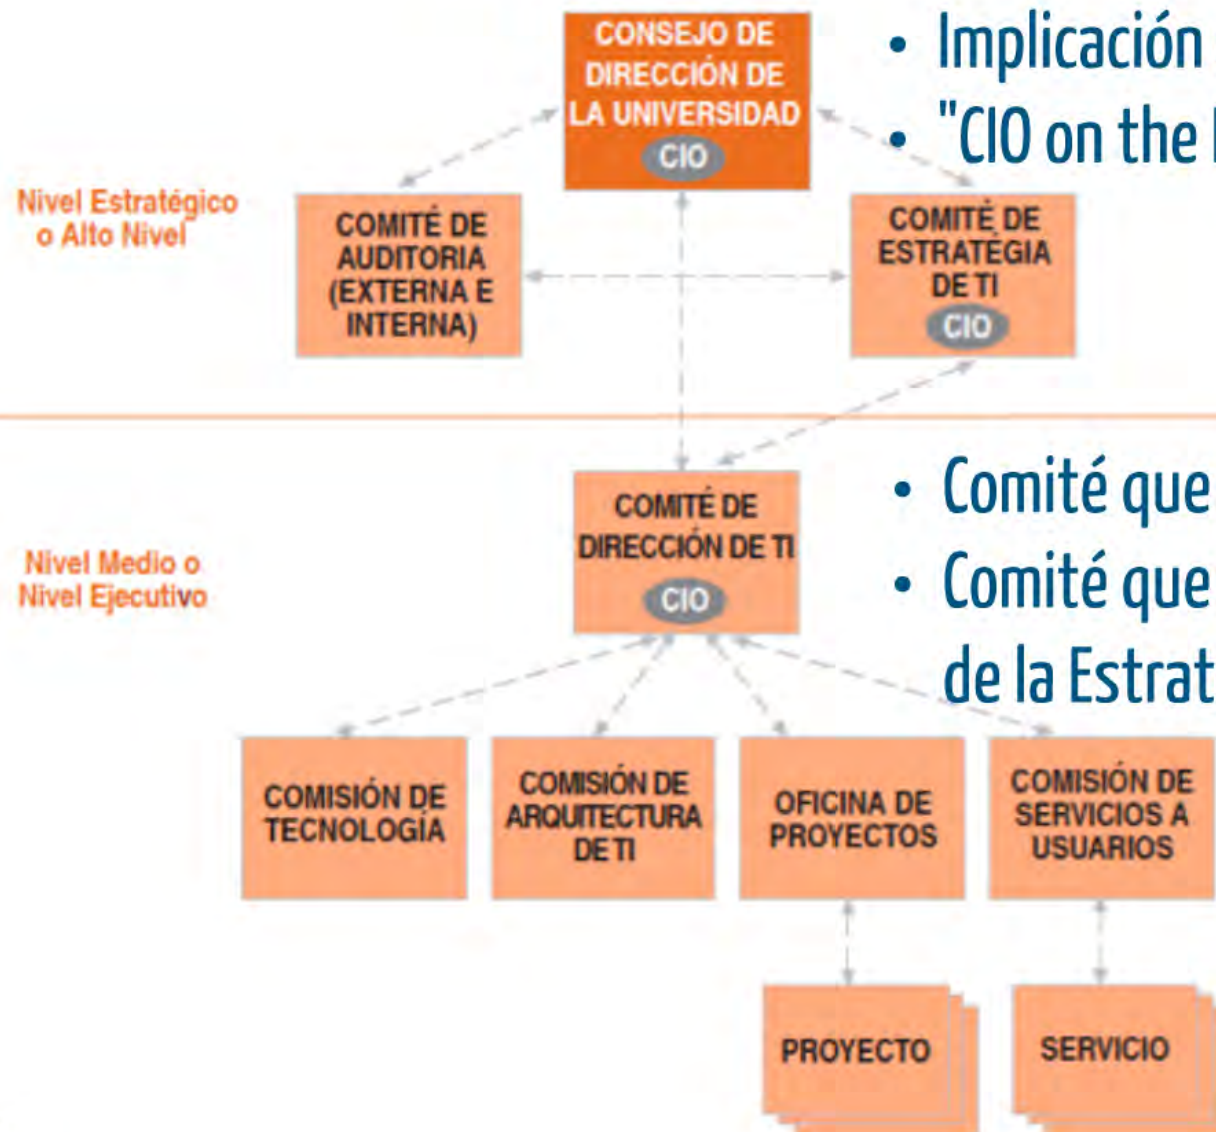 CONSEJO DE
DIRECCIÓN DE
LA UNIVERSIDAD
CIO
• Implicación
• "CIO on the
Nivel Estratégico
o Alto Nivel
COMITÉ DE
AUDITORIA
(EXTERNA E
INTERNA)
COMITÉ DE
ESTRATÉGIA
DE TI
CIO
Nivel Medio o
Nivel Ejecutivo
COMITÉ DE
DIRECCIÓN DE TI
CIO
• Comité que
• Comité que
de la Estrat
COMISIÓN DE
TECNOLOGÍA
COMISIÓN DE
ARQUITECTURA
DE TI
OFICINA DE
PROYECTOS
COMISIÓN DE
SERVICIOS A
USUARIOS
PROYECTO
SERVICIO